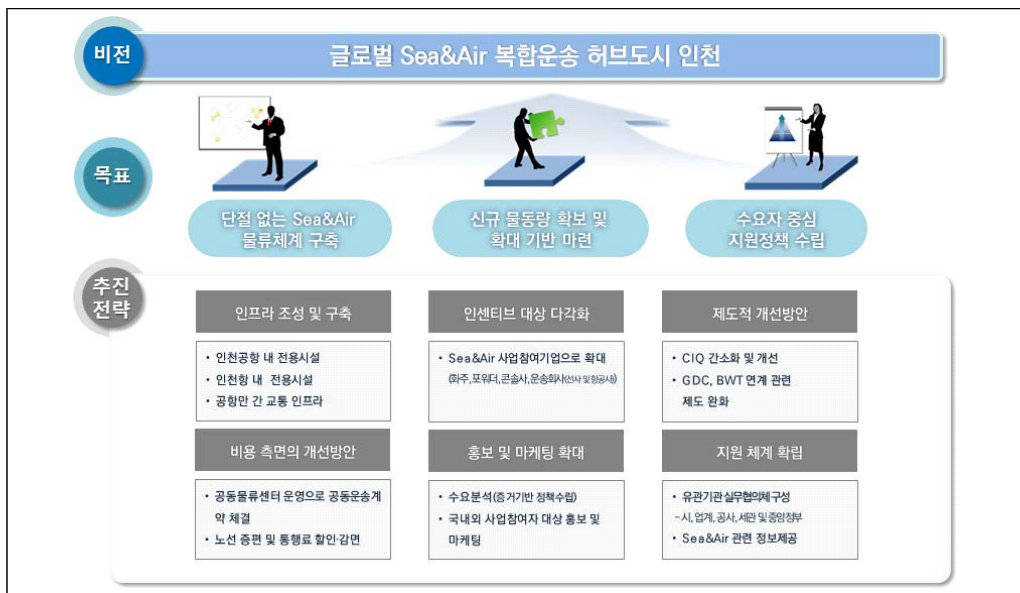 비전
글로벌 Sea&Air 복합운송 허브도시 인천
목표
단절 없는 Sea&Air
물류체계 구축
신규 물동량 확보 및
확대 기반 마련
수요자 중심
지원정책 수립
추진
전략
인프라 조성 및 구축
• 인천공항 내 전용시설
• 인천항 내 전용시설
• 공항만 간 교통 인프라
인센티브 대상 다각화
• Sea&Air 사업참여기업으로 확대
(화주,포워더,콘솔사,운송회사(선사 및 항공사))
제도적 개선방안
• CIQ 간소화 및 개선
• GDC, BWT 연계 관련
제도 완화
비용 측면의 개선방안
• 공동물류센터 운영으로 공동운송계
약 체결
• 노선 증편 및 통행료 할인·감면
홍보 및 마케팅 확대
• 수요분석(증거기반 정책수립)
• 국내외 사업참여자 대상 홍보 및
마케팅
지원 체계 확립
• 유관기관 실무협의체 구성
– 시, 업계, 공사, 세관 및 중앙정부
• Sea&Air 관련 정보제공